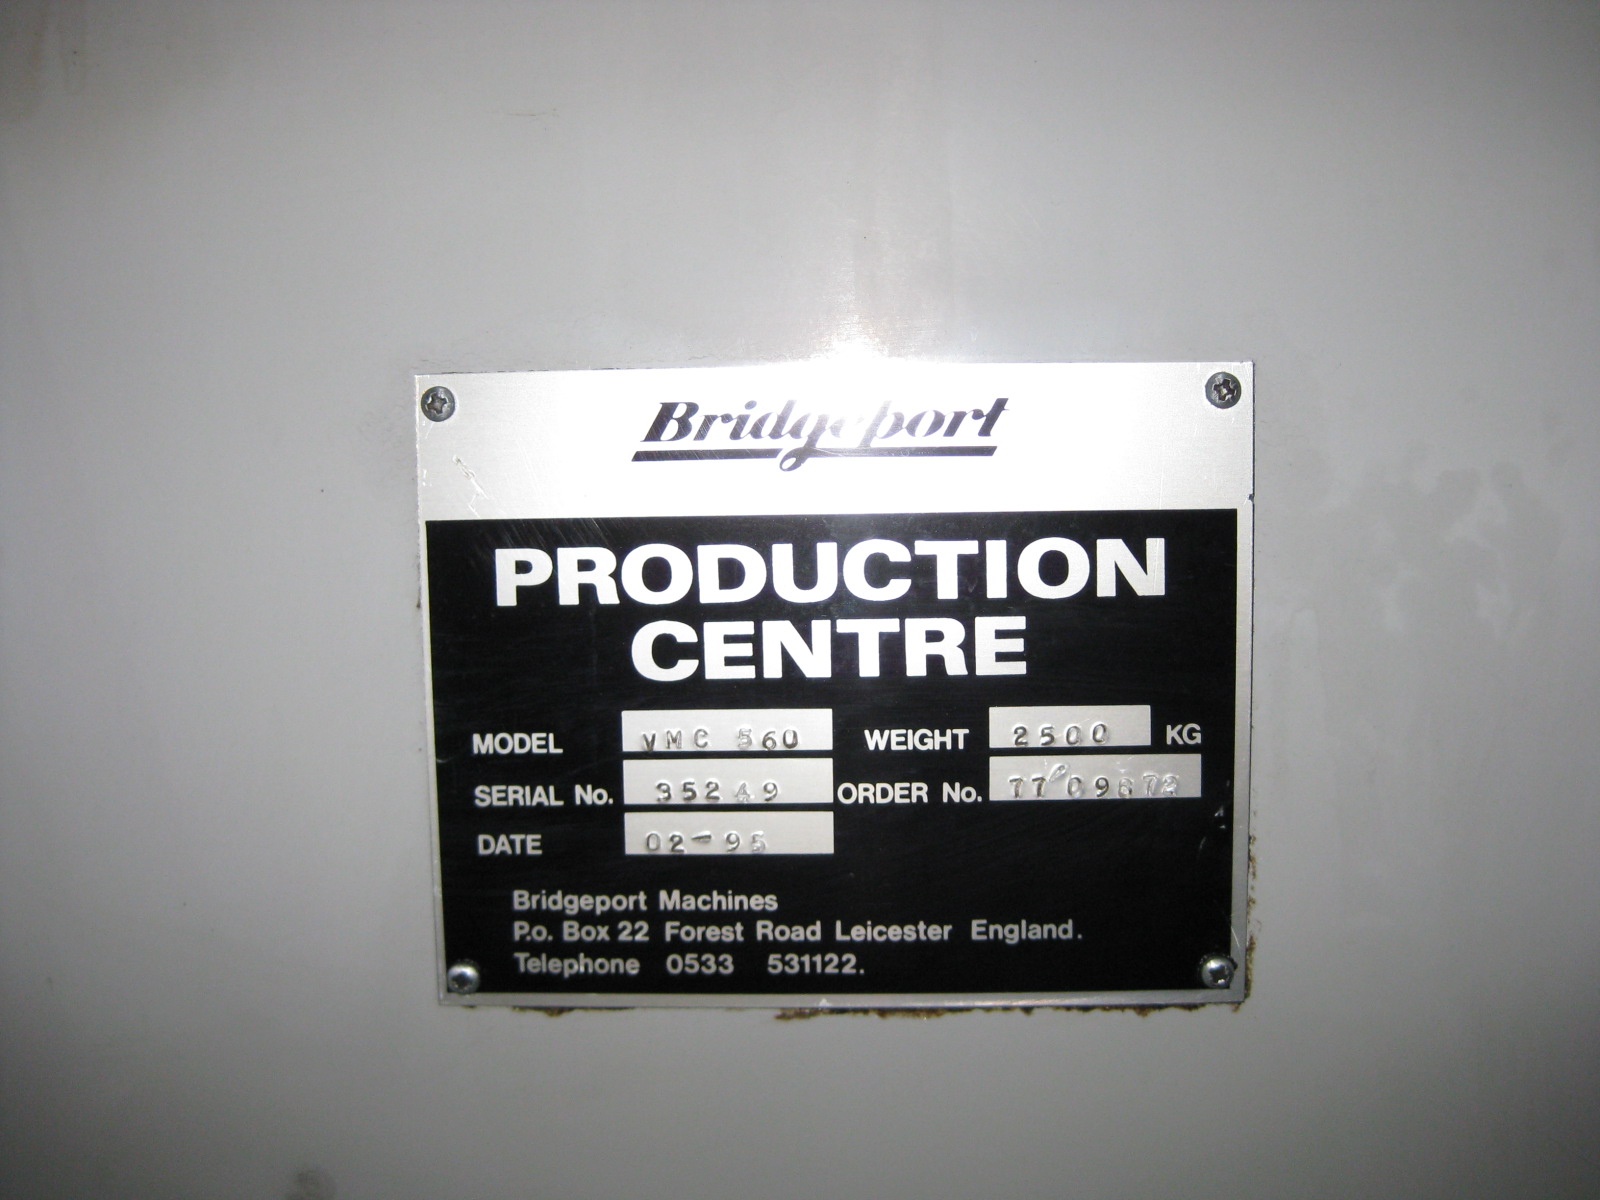 Bridgeport
PRODUCTION
CENTRE
MODEL VMC 560 WEIGHT 2500 KG
SERIAL No. 35249 ORDER No.
DATE 02-95
Bridgeport Machines
P.o. Box 22 Forest Road Leicester England.
Telephone 0533 531122.